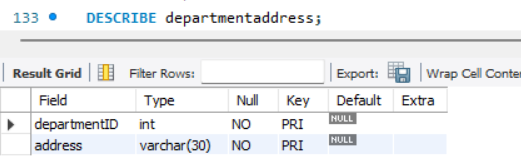 133 DESCRIBE departmentaddress;
Result Grid Filter Rows: Export: Wrap Cell Conte
Field Type Null Key Default Extra
departmentID int NO PRI NULL
address varchar(30) NO PRI NULL